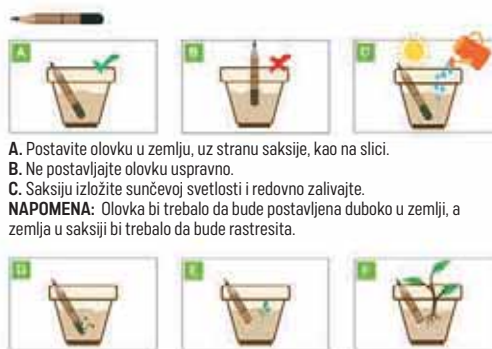 A
B
C
A. Postavite olovku u zemlju, uz stranu saksije, kao na slici.
B. Ne postavljajte olovku uspravno.
C. Saksiju izložite sunčevoj svetlosti i redovno zalivajte.
NAPOMENA: Olovka bi trebalo da bude postavljena duboko u zemlji, a
zemlja u saksiji bi trebalo da bude rastresita.
D
E
F